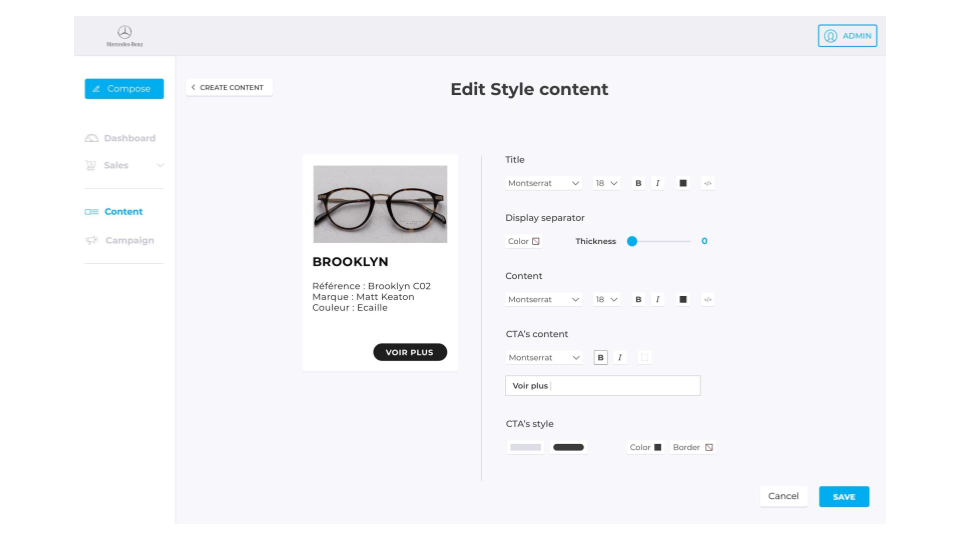 Mercedes-Benz
ADMIN
Compose
CREATE CONTENT
Edit Style content
Dashboard
Sales
Content
Campaign
BROOKLYN
Référence : Brooklyn C02
Marque : Matt Keaton
Couleur : Ecaille
VOIR PLUS
Title
Montserrat 18 B I </>
Display separator
Color Thickness 0
Content
Montserrat 18 B I </>
CTA's content
Montserrat B I
Voir plus
CTA's style
Color Border
Cancel SAVE